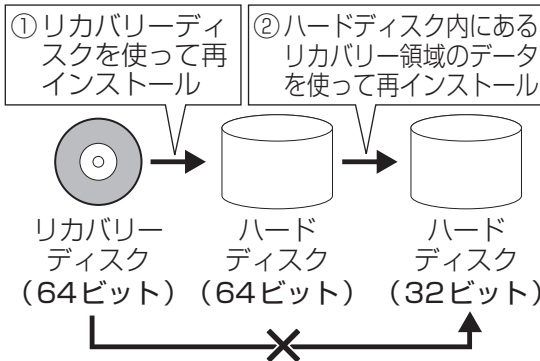 ①リカバリーディ
スクを使って再
インストール
②ハードディスク内にある
リカバリー領域のデータ
を使って再インストール
リカバリー
ディスク
（64ビット）
ハード
ディスク
（64ビット）
ハード
ディスク
（32ビット）